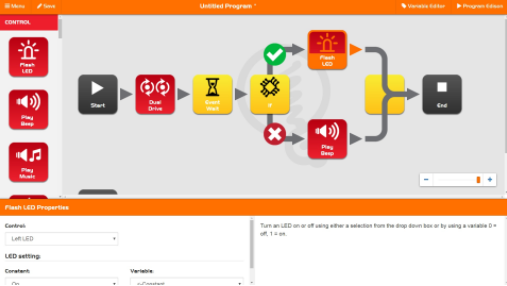 Menu
Save
Untitled Program *
Variable Editor
Program Edison
CONTROL
Flash
LED
Play
Beep
Play
Music
Start
Dual
Drive
Event
Wait
If
Flash
LED
Play
Beep
End
Flash LED Properties
Control:
Left LED
LED setting:
Constant:
Variable:
On
<-Constant
Turn an LED on or off using either a selection from the drop down box or by using a variable 0 =
off, 1 = on.